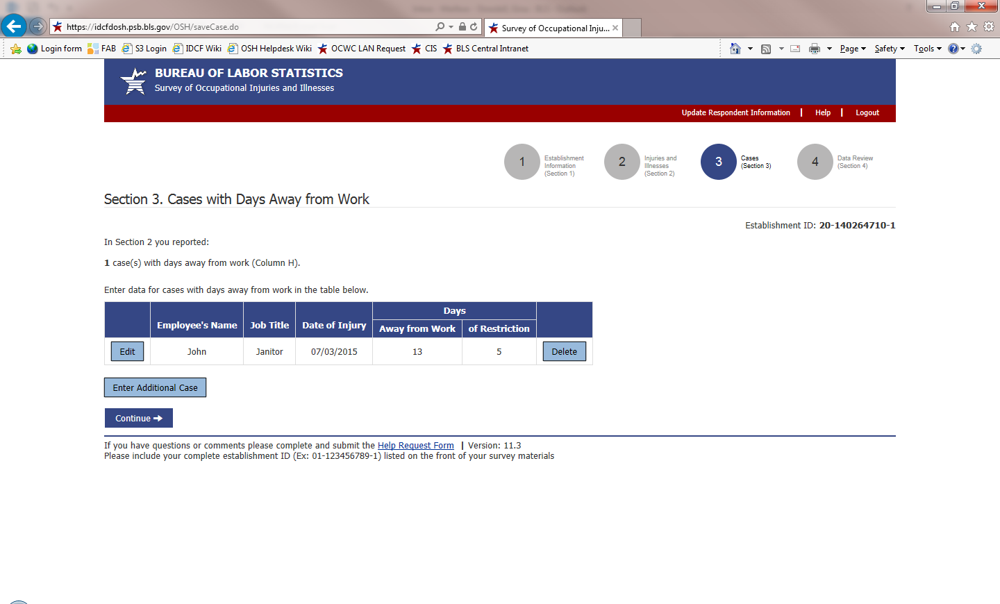 https://idcfdosh.psb.bls.gov/OSH/saveCase.do
Survey of Occupational Inju...
Login form FAB S3 Login IDCF Wiki OSH Helpdesk Wiki OCWC LAN Request CIS BLS Central Intranet
Page Safety Tools
BUREAU OF LABOR STATISTICS
Survey of Occupational Injuries and Illnesses
Update Respondent Information | Help | Logout
1 Establishment Information (Section 1)
2 Injuries and Illnesses (Section 2)
3 Cases (Section 3)
4 Data Review (Section 4)
Section 3. Cases with Days Away from Work
Establishment ID: 20-140264710-1
In Section 2 you reported:
1 case(s) with days away from work (Column H).
Enter data for cases with days away from work in the table below.
Days
Employee's Name Job Title Date of Injury Away from Work of Restriction
Edit John Janitor 07/03/2015 13 5 Delete
Enter Additional Case
Continue
If you have questions or comments please complete and submit the Help Request Form | Version: 11.3
Please include your complete establishment ID (Ex: 01-123456789-1) listed on the front of your survey materials